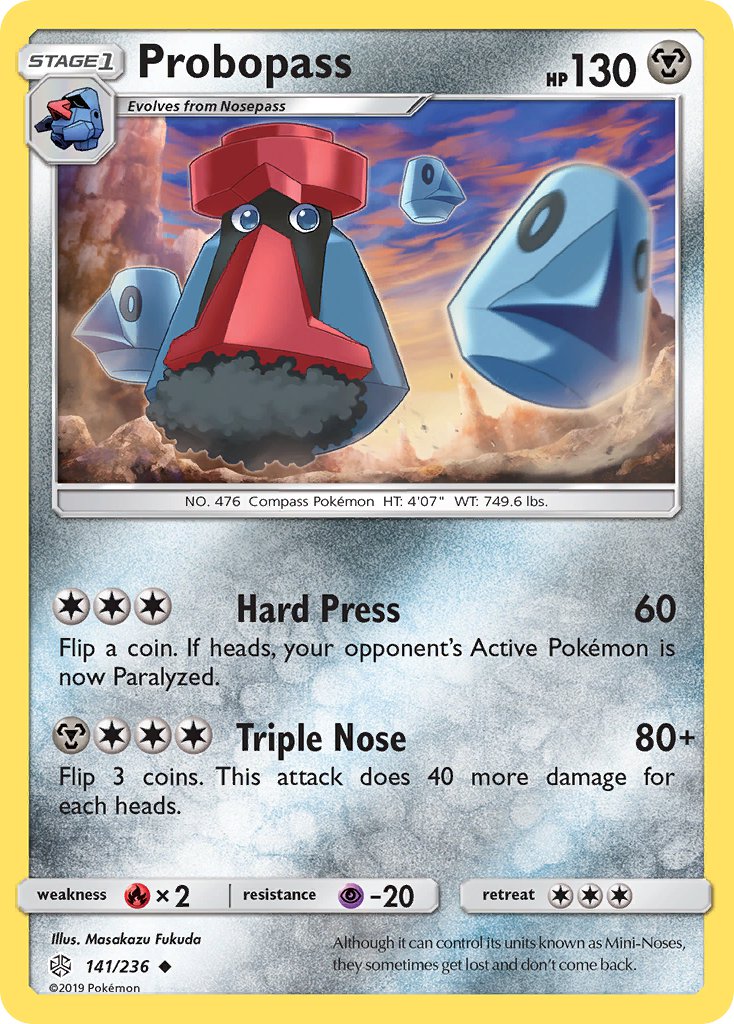 STAGE1
Probopass
HP 130
Evolves from Nosepass
NO. 476 Compass Pokémon HT: 4'07" WT: 749.6 lbs.
Hard Press 60
Flip a coin. If heads, your opponent's Active Pokémon is
now Paralyzed.
Triple Nose 80+
Flip 3 coins. This attack does 40 more damage for
each heads.
weakness ×2 resistance -20 retreat
Illus. Masakazu Fukuda
141/236
©2019 Pokémon
Although it can control its units known as Mini-Noses,
they sometimes get lost and don't come back.